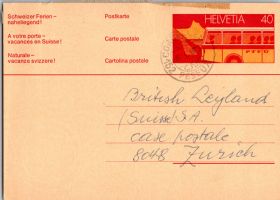 Schweizer Ferien –
naheliegend!
A votre porte –
vacances en Suisse!
Naturale –
vacanze svizzere!
Postkarte
Carte postale
Cartolina postale
HELVETIA 40
British Leyland
(Suisse) S.A.
case postale
8048 Zurich